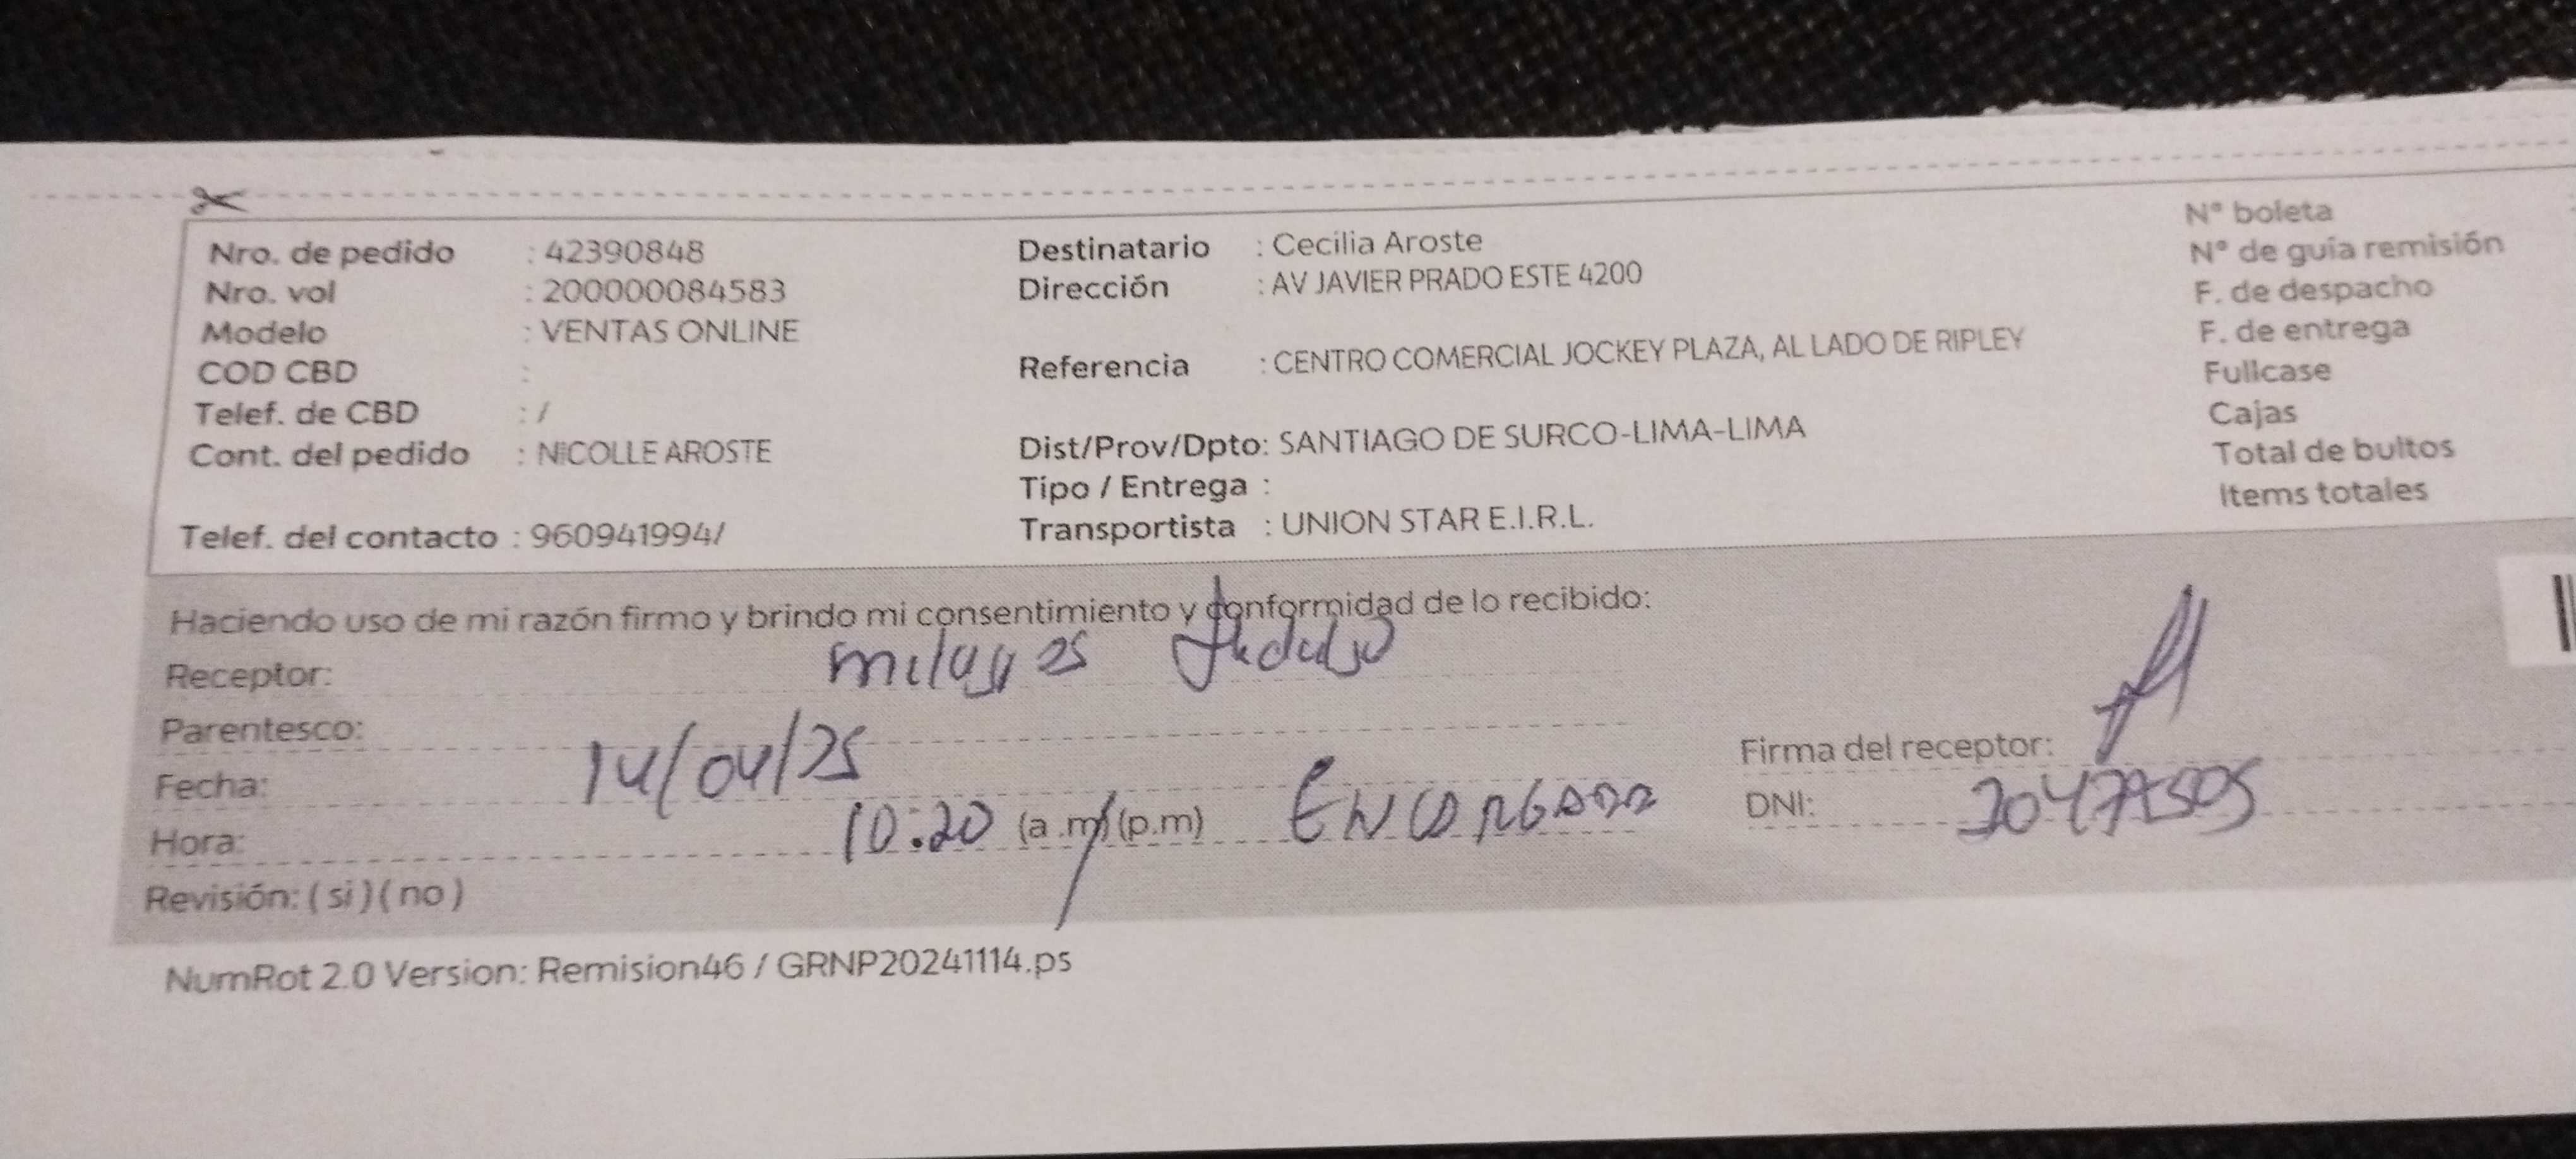 Nro. de pedido : 42390848
Nro. vol : 200000084583
Modelo : VENTAS ONLINE
COD CBD :
Telef. de CBD : /
Cont. del pedido : NICOLLE AROSTE
Telef. del contacto : 960941994/
Destinatario : Cecilia Aroste
Dirección : AV JAVIER PRADO ESTE 4200
Referencia : CENTRO COMERCIAL JOCKEY PLAZA, AL LADO DE RIPLEY
Dist/Prov/Dpto: SANTIAGO DE SURCO-LIMA-LIMA
Tipo / Entrega :
Transportista : UNION STAR E.I.R.L.
N° boleta
N° de guía remisión
F. de despacho
F. de entrega
Fullcase
Cajas
Total de bultos
Items totales
Haciendo uso de mi razón firmo y brindo mi consentimiento y conformidad de lo recibido:
Receptor: milagros
Parentesco:
Fecha: 14/04/25
Hora: 10:20 (a.m) (p.m) ENCARGADA
Revisión: ( si ) ( no )
Firma del receptor:
DNI:
NumRot 2.0 Version: Remision46 / GRNP20241114.ps